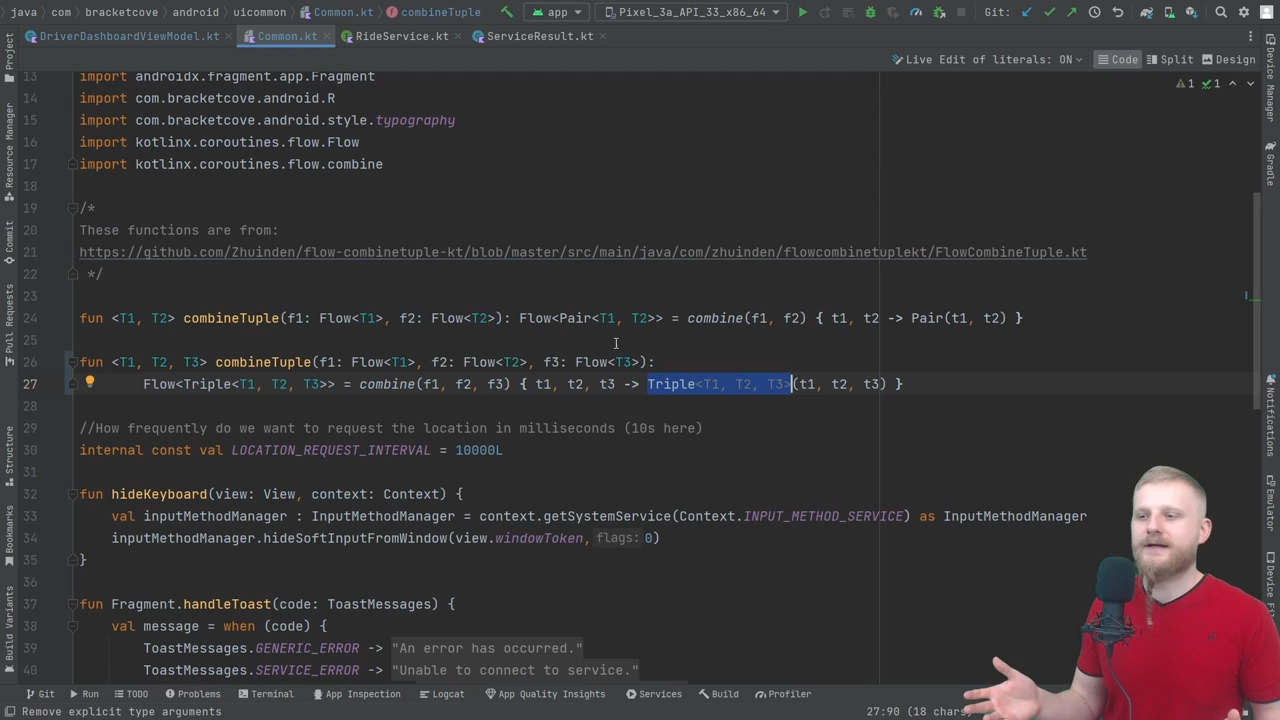 java com bracketcove android uicommon Common.kt combineTuple app Pixel_3a_API_33_x86_64 Git:
DriverDashboardViewModel.kt Common.kt RideService.kt ServiceResult.kt
Live Edit of literals: ON Code Split Design
1 1
13 import androidx.fragment.app.Fragment
14 import com.bracketcove.android.R
15 import com.bracketcove.android.style.typography
16 import kotlinx.coroutines.flow.Flow
17 import kotlinx.coroutines.flow.combine
18
19 /*
20 These functions are from:
21 https://github.com/Zhuinden/flow-combinetuple-kt/blob/master/src/main/java/com/zhuinden/flowcombinetuplekt/FlowCombineTuple.kt
22 */
23
24 fun <T1, T2> combineTuple(f1: Flow<T1>, f2: Flow<T2>): Flow<Pair<T1, T2>> = combine(f1, f2) { t1, t2 -> Pair(t1, t2) }
25
26 fun <T1, T2, T3> combineTuple(f1: Flow<T1>, f2: Flow<T2>, f3: Flow<T3>):
27 Flow<Triple<T1, T2, T3>> = combine(f1, f2, f3) { t1, t2, t3 -> Triple<T1, T2, T3>(t1, t2, t3) }
28
29 //How frequently do we want to request the location in milliseconds (10s here)
30 internal const val LOCATION_REQUEST_INTERVAL = 10000L
31
32 fun hideKeyboard(view: View, context: Context) {
33 val inputMethodManager : InputMethodManager = context.getSystemService(Context.INPUT_METHOD_SERVICE) as InputMethodManager
34 inputMethodManager.hideSoftInputFromWindow(view.windowToken, flags: 0)
35 }
36
37 fun Fragment.handleToast(code: ToastMessages) {
38 val message = when (code) {
39 ToastMessages.GENERIC_ERROR -> "An error has occurred."
40 ToastMessages.SERVICE_ERROR -> "Unable to connect to service."
Project
Resource Manager
Commit
Pull Requests
Structure
Bookmarks
Build Variants
Device Manager
Gradle
Notifications
Emulator
Git Run TODO Problems Terminal App Inspection Logcat App Quality Insights Services Build Profiler
Remove explicit type arguments 27:90 (18 chars)